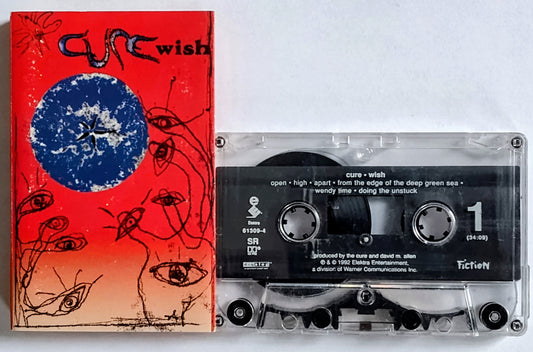 CURE wish
cure • wish
open • high • apart • from the edge of the deep green sea •
wendy time • doing the unstuck
e
Elektra
61309-4
SR
1
(34:09)
produced by the cure and david m. allen
℗ & © 1992 Elektra Entertainment,
a division of Warner Communications Inc.
FICTION